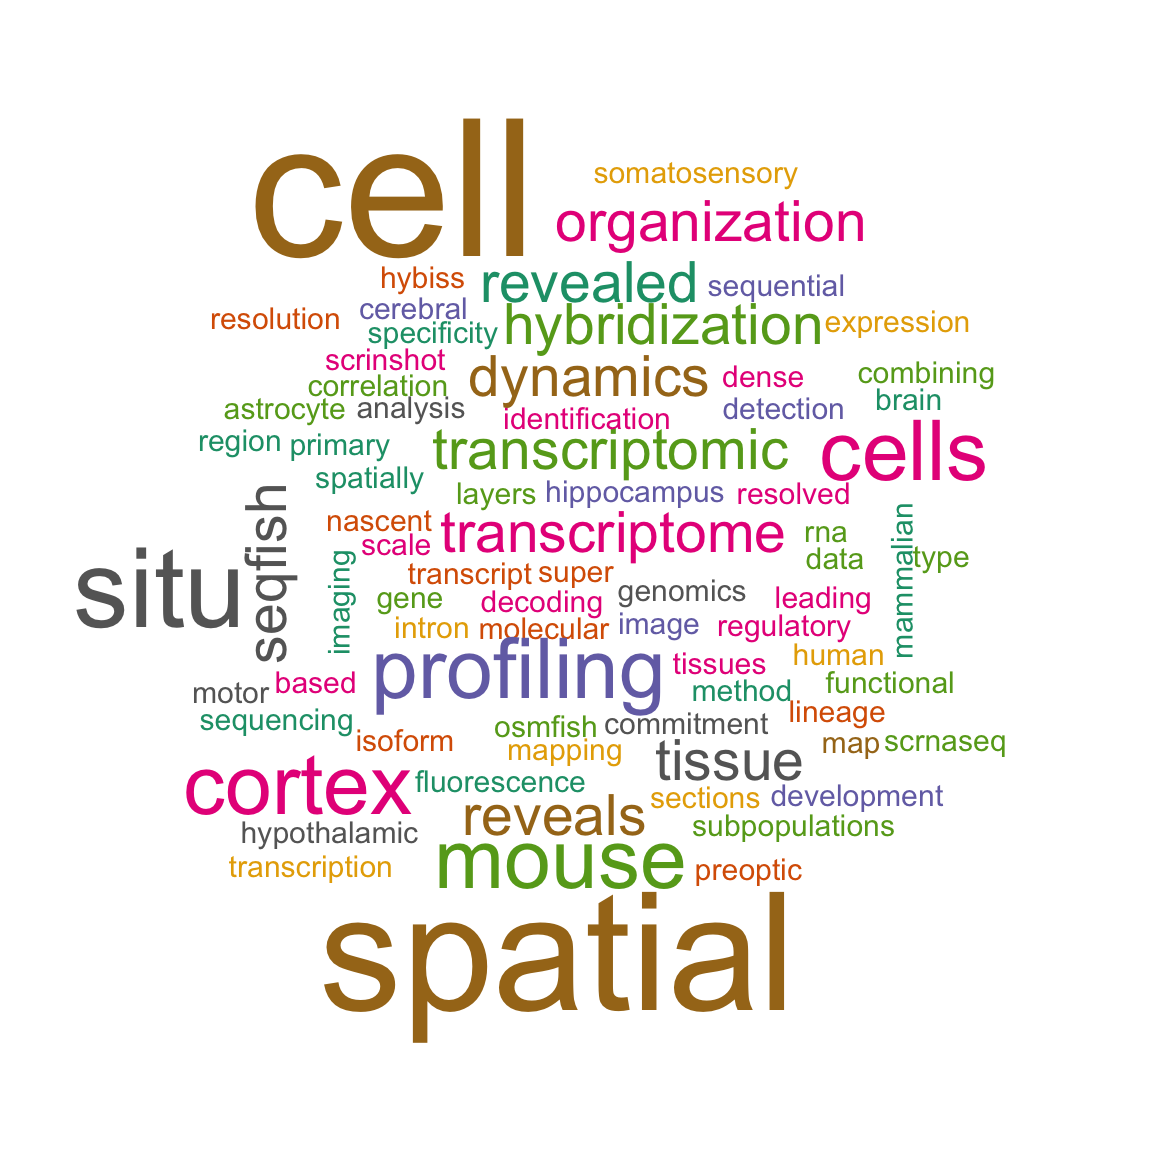 cell
somatosensory
organization
hybiss
revealed
sequential
cerebral
resolution
specificity
hybridization
expression
scrinshot
correlation
dynamics
dense
combining
astrocyte
analysis
identification
detection
brain
region
primary
transcriptomic
cells
spatially
layers
hippocampus
resolved
seqfish
nascent
scale
transcriptome
rna
data
mammalian
type
situ
imaging
transcript
super
gene
decoding
genomics
leading
intron
molecular
image
regulatory
profiling
tissues
human
motor
based
method
functional
sequencing
osmfish
commitment
lineage
isoform
mapping
tissue
map
scrnaseq
cortex
fluorescence
sections
development
hypothalamic
reveals
subpopulations
transcription
mouse
preoptic
spatial